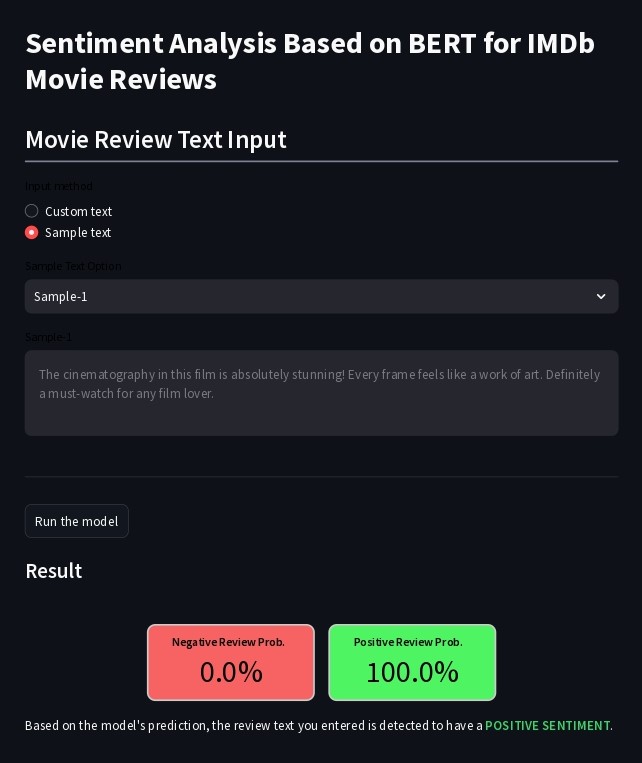 Sentiment Analysis Based on BERT for IMDb
Movie Reviews
Movie Review Text Input
Input method
Custom text
Sample text
Sample Text Option
Sample-1
Sample-1
The cinematography in this film is absolutely stunning! Every frame feels like a work of art. Definitely
a must-watch for any film lover.
Run the model
Result
Negative Review Prob.
0.0%
Positive Review Prob.
100.0%
Based on the model's prediction, the review text you entered is detected to have a POSITIVE SENTIMENT.